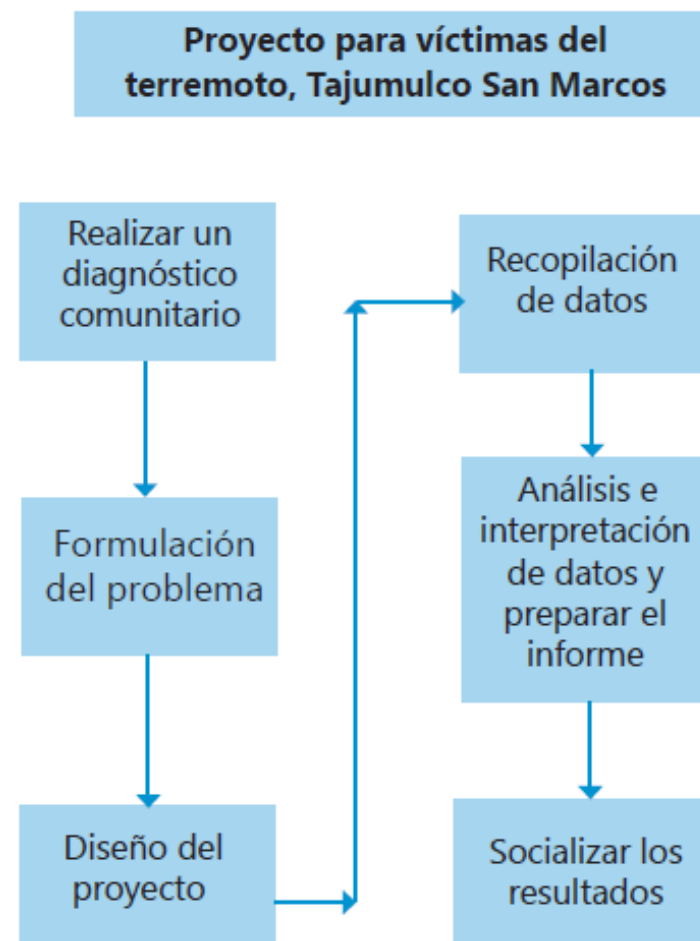 Proyecto para víctimas del
terremoto, Tajumulco San Marcos
Realizar un
diagnóstico
comunitario
Formulación
del problema
Diseño del
proyecto
Recopilación
de datos
Análisis e
interpretación
de datos y
preparar el
informe
Socializar los
resultados